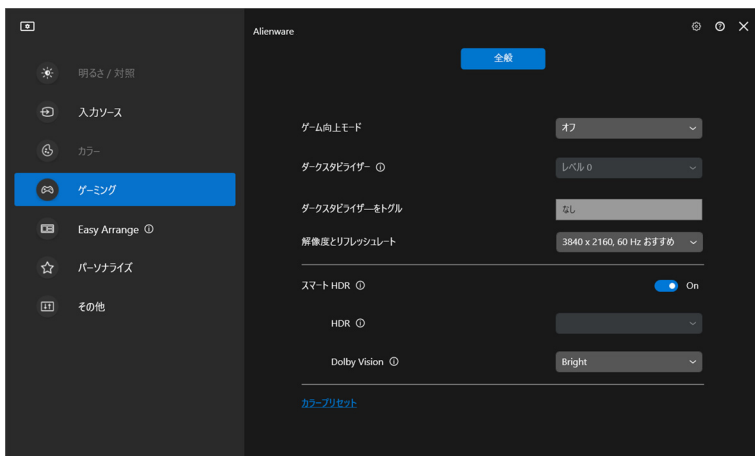 Alienware
全般
明るさ / 対照
入力ソース
カラー
ゲーミング
Easy Arrange
パーソナライズ
その他
ゲーム向上モード オフ
ダークスタビライザー レベル 0
ダークスタビライザーをトグル なし
解像度とリフレッシュレート 3840 x 2160, 60 Hz おすすめ
スマート HDR On
HDR
Dolby Vision Bright
カラープリセット